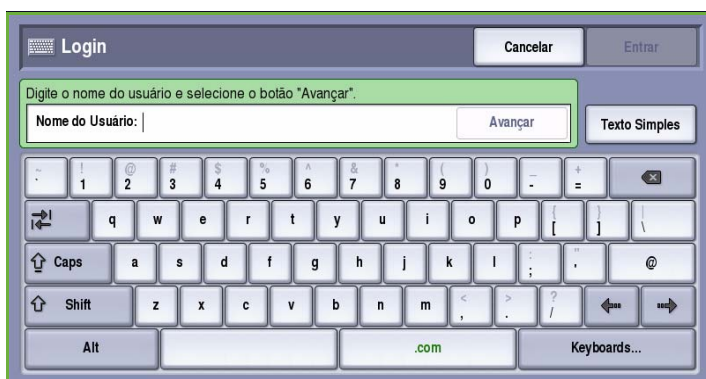 Login Cancelar Entrar
Digite o nome do usuário e selecione o botão "Avançar".
Nome do Usuário: Avançar Texto Simples
~ ! @ # $ % ^ & * ( ) _ +
` 1 2 3 4 5 6 7 8 9 0 - =
q w e r t y u i o p { [ } ] | \
Caps a s d f g h j k l : ; " ' @
Shift z x c v b n m < , > . ? /
Alt .com Keyboards...